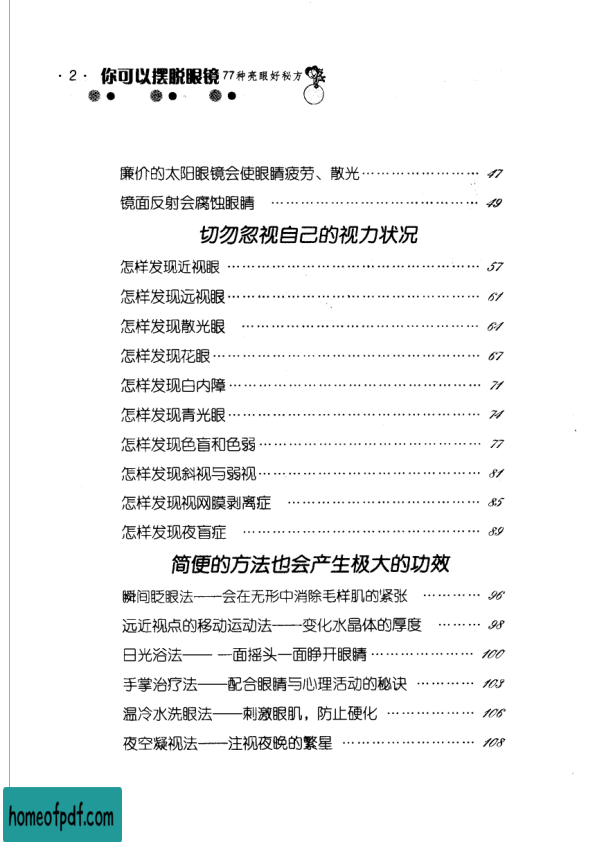 · 2 · 你可以摆脱眼镜 77种亮眼好秘方
廉价的太阳眼镜会使眼睛疲劳、散光……………………… 47
镜面反射会腐蚀眼睛 ……………………………………… 49
切勿忽视自己的视力状况
怎样发现近视眼 …………………………………………… 57
怎样发现远视眼…………………………………………… 61
怎样发现散光眼 ………………………………………… 64
怎样发现花眼……………………………………………… 67
怎样发现白内障…………………………………………… 71
怎样发现青光眼…………………………………………… 74
怎样发现色盲和色弱……………………………………… 77
怎样发现斜视与弱视……………………………………… 81
怎样发现视网膜剥离症 ………………………………… 85
怎样发现夜盲症 ………………………………………… 89
简便的方法也会产生极大的功效
瞬间眨眼法——会在无形中消除毛样肌的紧张 ………… 96
远近视点的移动运动法——变化水晶体的厚度 ……… 98
日光浴法—— 一面摇头一面睁开眼睛………………… 100
手掌治疗法——配合眼睛与心理活动的秘诀 ………… 103
温冷水洗眼法——刺激眼肌，防止硬化 ……………… 106
夜空凝视法——注视夜晚的繁星 ……………………… 108
homeofpdf.com